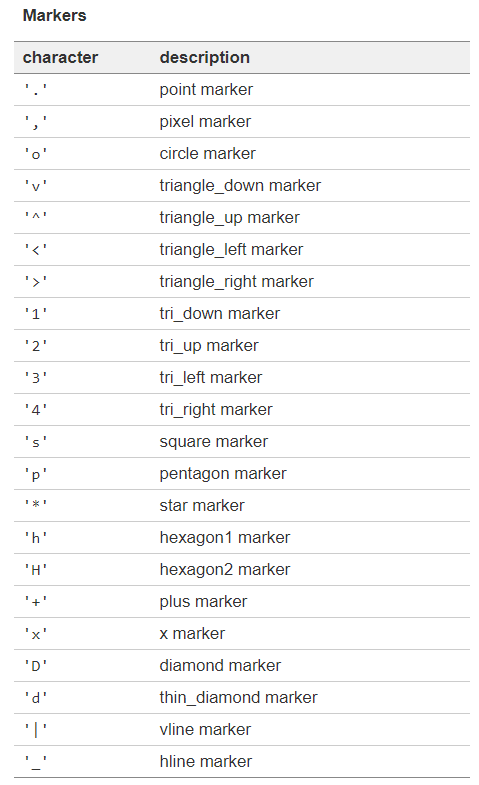 Markers
character description
'.' point marker
',' pixel marker
'o' circle marker
'v' triangle_down marker
'^' triangle_up marker
'<' triangle_left marker
'>' triangle_right marker
'1' tri_down marker
'2' tri_up marker
'3' tri_left marker
'4' tri_right marker
's' square marker
'p' pentagon marker
'*' star marker
'h' hexagon1 marker
'H' hexagon2 marker
'+' plus marker
'x' x marker
'D' diamond marker
'd' thin_diamond marker
'|' vline marker
'_' hline marker